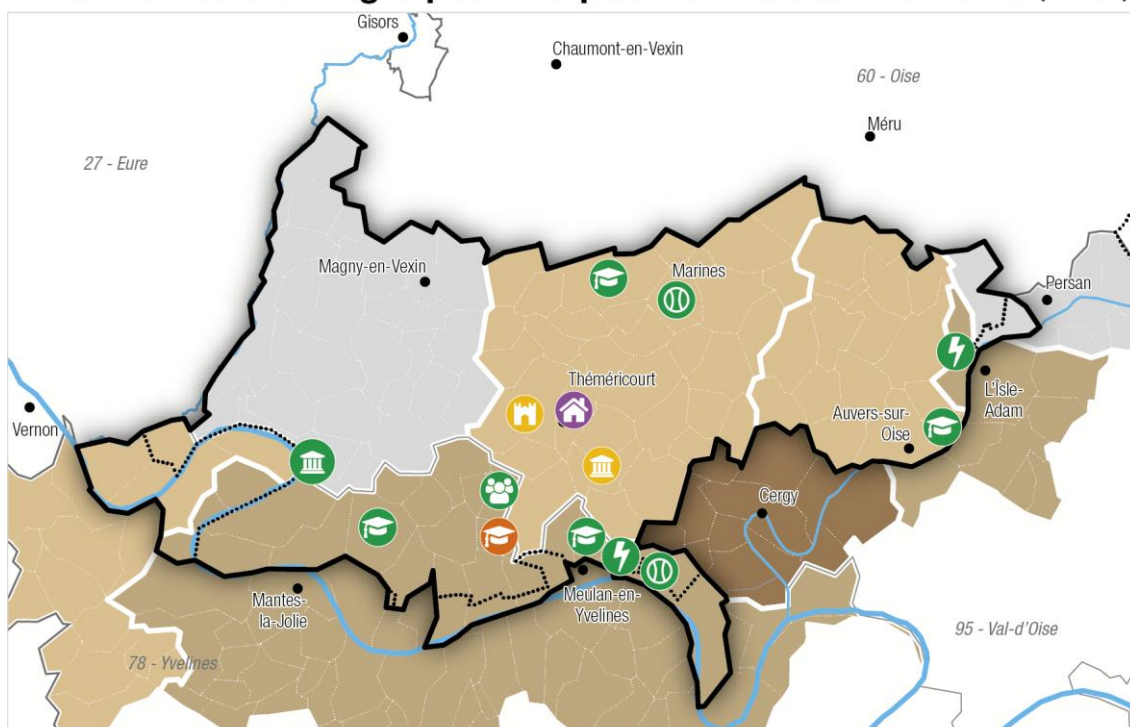 Gisors
Chaumont-en-Vexin
60 - Oise
Méru
27 - Eure
Magny-en-Vexin
Marines
Persan
Théméricourt
L'Isle-
Adam
Vernon
Auvers-sur-
Oise
Cergy
Mantes-
la-Jolie
Meulan-en-
Yvelines
95 - Val-d'Oise
78 - Yvelines